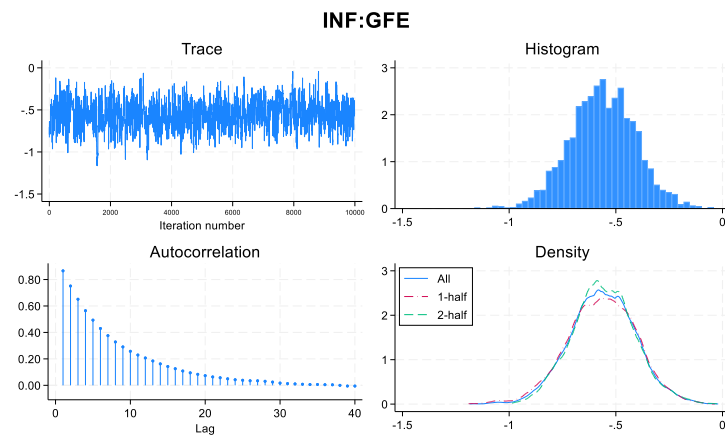 INF:GFE
Trace
0
-.5
-1
-1.5
0 2000 4000 6000 8000 10000
Iteration number
Histogram
3
2
1
0
-1.5 -1 -.5 0
Autocorrelation
0.80
0.60
0.40
0.20
0.00
0 10 20 30 40
Lag
Density
3
2
1
0
All
1-half
2-half
-1.5 -1 -.5 0